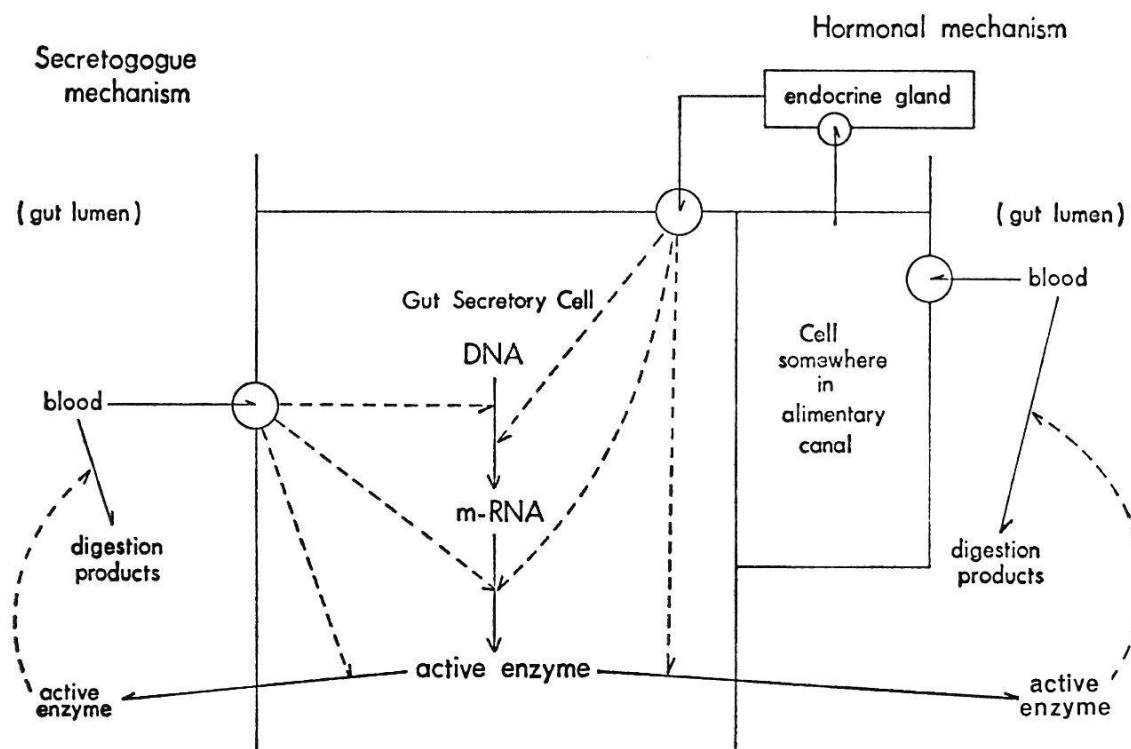 Hormonal mechanism
Secretogogue
mechanism
endocrine gland
( gut lumen)
( gut lumen)
blood
Gut Secretory Cell
DNA
Cell
somewhere
in
alimentary
canal
blood
m-RNA
digestion
products
digestion
products
active enzyme
active
enzyme
active
enzyme